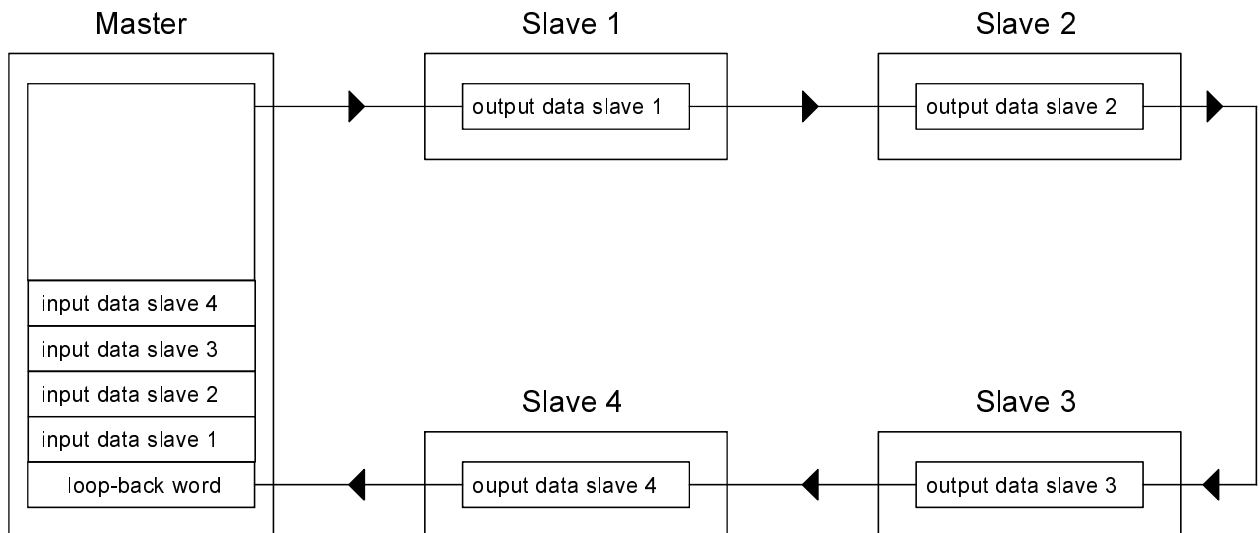 Master
Slave 1
Slave 2
output data slave 1
output data slave 2
input data slave 4
input data slave 3
input data slave 2
input data slave 1
loop-back word
Slave 4
Slave 3
ouput data slave 4
output data slave 3